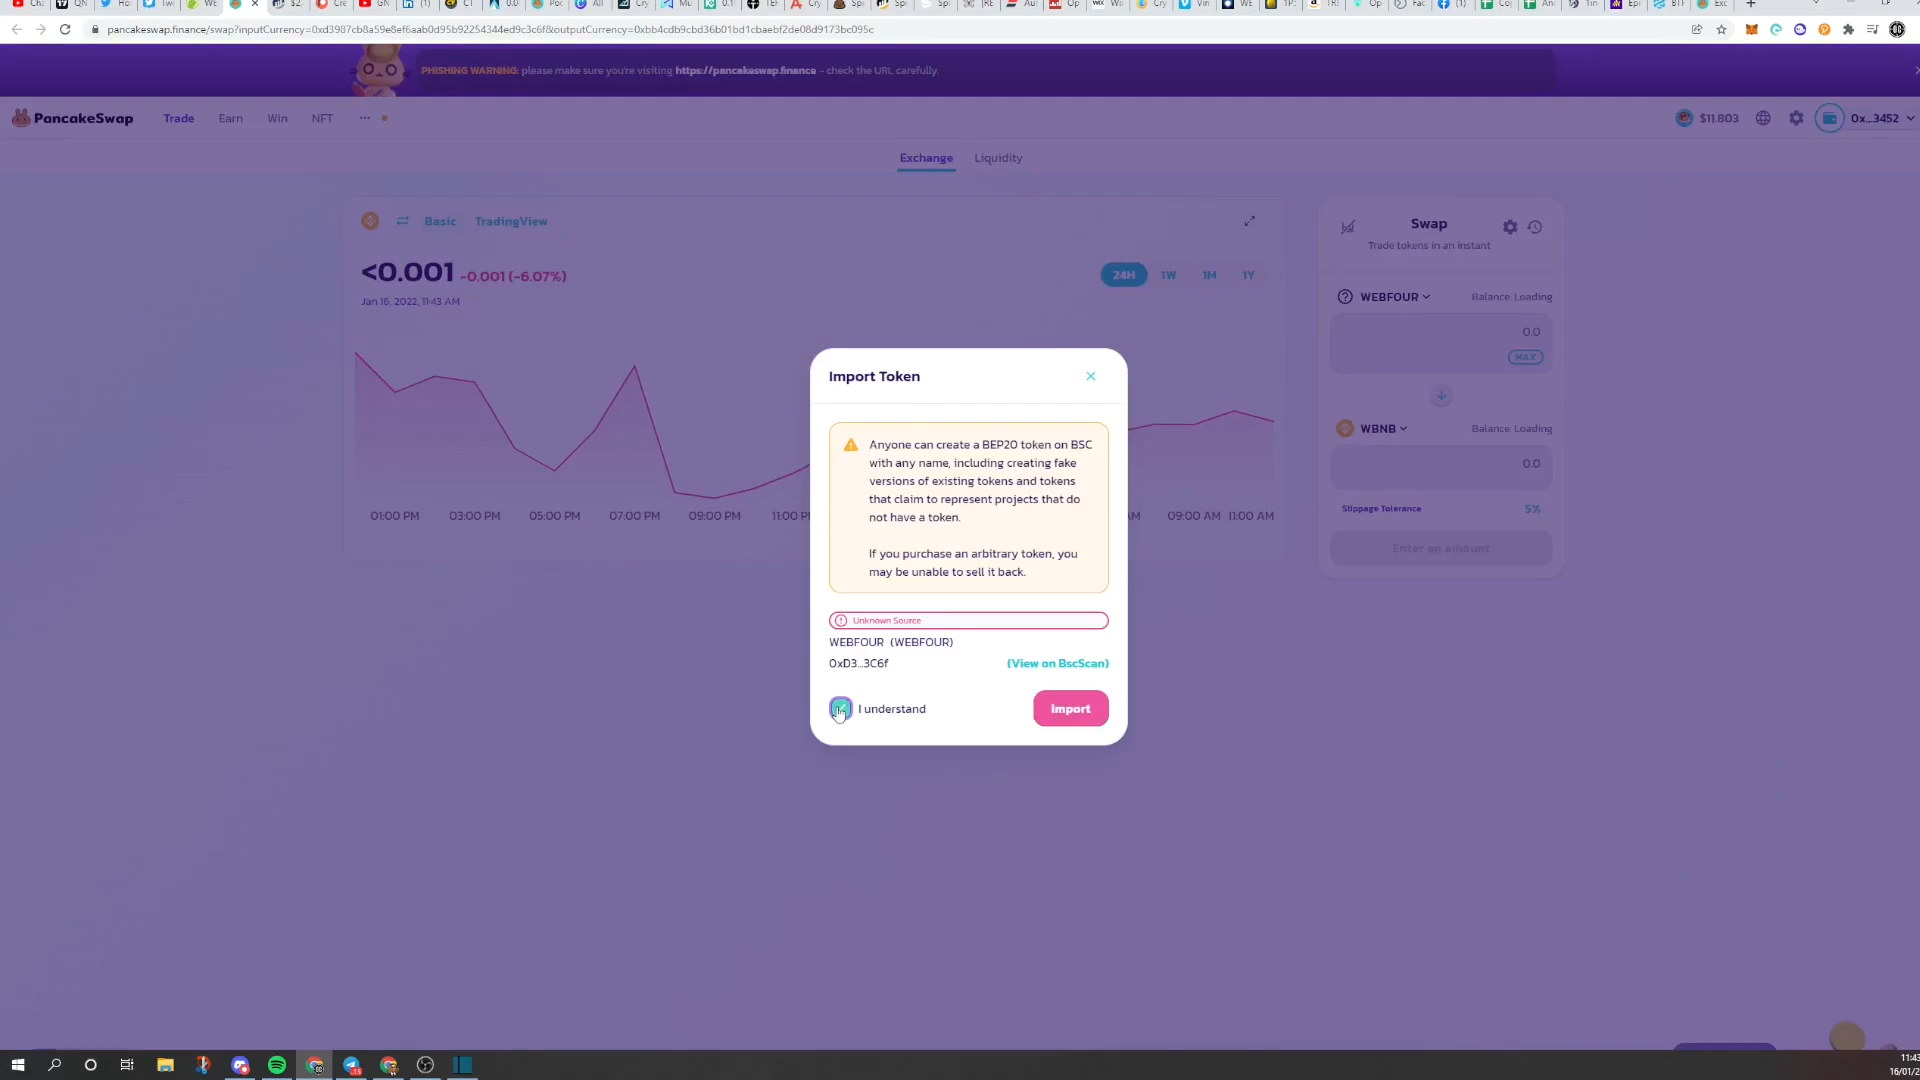 pancakeswap.finance/swap?inputCurrency=0xd3987cb8a59e8ef6aab0d95b92254344ed9c3c6f&outputCurrency=0xbb4cdb9cbd36b01bd1cbaebf2de08d9173bc095c
PHISHING WARNING: please make sure you're visiting https://pancakeswap.finance - check the URL carefully.
PancakeSwap Trade Earn Win NFT ... $11.803 0x...3452
Exchange Liquidity
Basic TradingView
<0.001 -0.001 (-6.07%)
Jan 16, 2022, 11:43 AM
24H 1W 1M 1Y
01:00 PM 03:00 PM 05:00 PM 07:00 PM 09:00 PM 09:00 AM 11:00 AM
Swap
Trade tokens in an instant
WEBFOUR Balance: Loading
0.0
MAX
WBNB Balance: Loading
0.0
Slippage Tolerance 5%
Enter an amount
Import Token
Anyone can create a BEP20 token on BSC
with any name, including creating fake
versions of existing tokens and tokens
that claim to represent projects that do
not have a token.
If you purchase an arbitrary token, you
may be unable to sell it back.
Unknown Source
WEBFOUR (WEBFOUR)
0xD3...3C6f (View on BscScan)
I understand Import
11:43